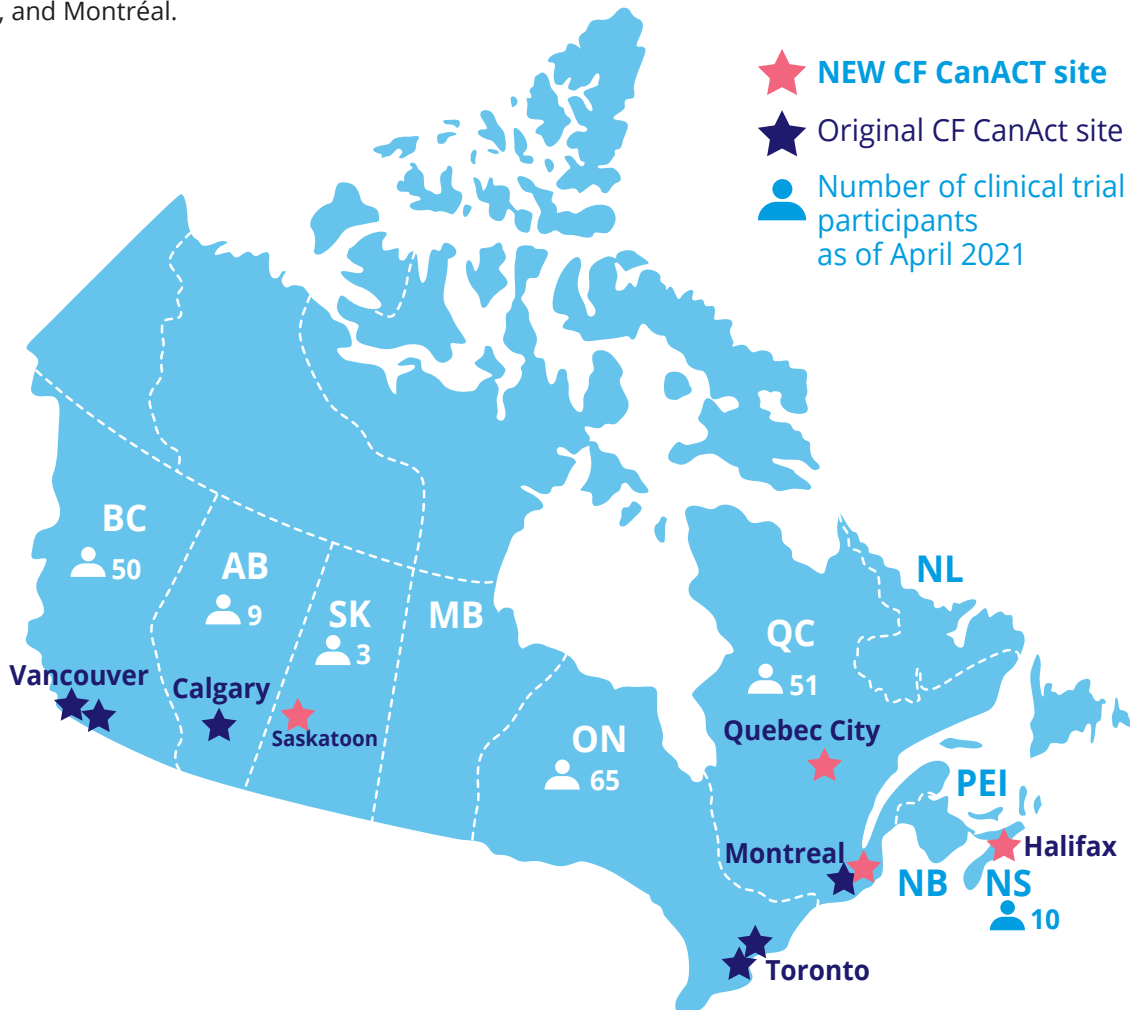 , and Montréal.
NEW CF CanACT site
Original CF CanAct site
Number of clinical trial
participants
as of April 2021
BC
50
AB
9
SK
3
MB
NL
QC
51
Vancouver
Calgary
Saskatoon
Quebec City
ON
65
PEI
Montreal
Halifax
NB
NS
10
Toronto